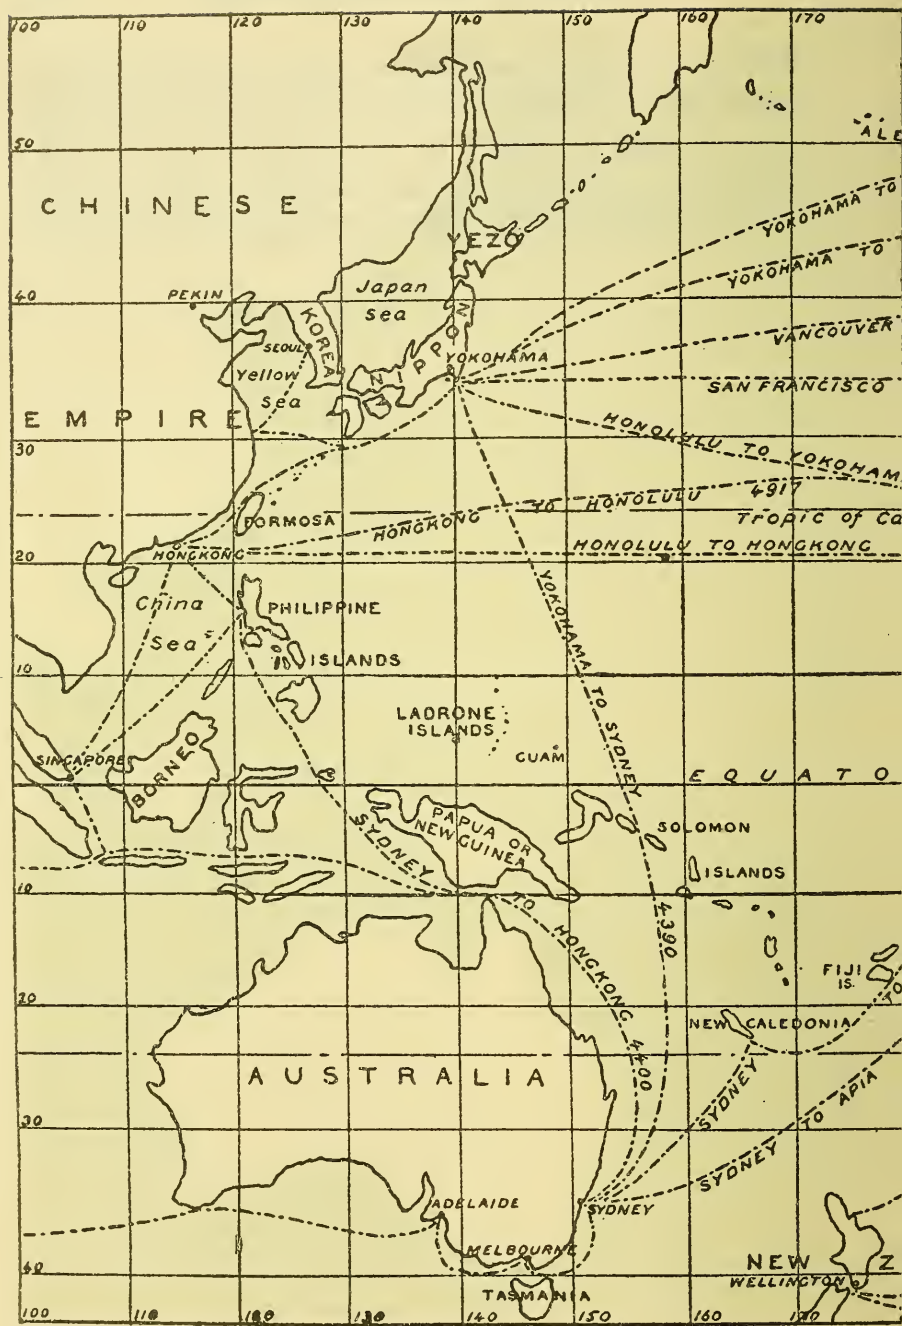 100 110 120 130 140 150 160 170
ALE
50
CHINESE
YOKOHAMA TO
YEZO
YOKOHAMA TO
40
PEKIN
Japan
sea
KOREA
NIPPON
VANCOUVER
SEOUL
YOKOHAMA
Yellow
sea
SAN FRANCISCO
EMPIRE
HONOLULU TO YOKOHAM
30
4917
HONGKONG TO HONOLULU
FORMOSA
Tropic of Ca
HONGKONG
HONOLULU TO HONGKONG
20
China
Sea
PHILIPPINE
ISLANDS
YOKOHAMA TO SYDNEY
4390
10
LADRONE
ISLANDS
GUAM
SINGAPORE
BORNEO
EQUATO
SYDNEY TO HONGKONG 4400
PAPUA OR
NEW GUINEA
SOLOMON
ISLANDS
10
FIJI
IS.
TO
20
NEW CALEDONIA
AUSTRALIA
SYDNEY
SYDNEY TO APIA
30
ADELAIDE
SYDNEY
MELBOURNE
NEW Z
40
WELLINGTON
TASMANIA
100 110 120 130 140 150 160 170